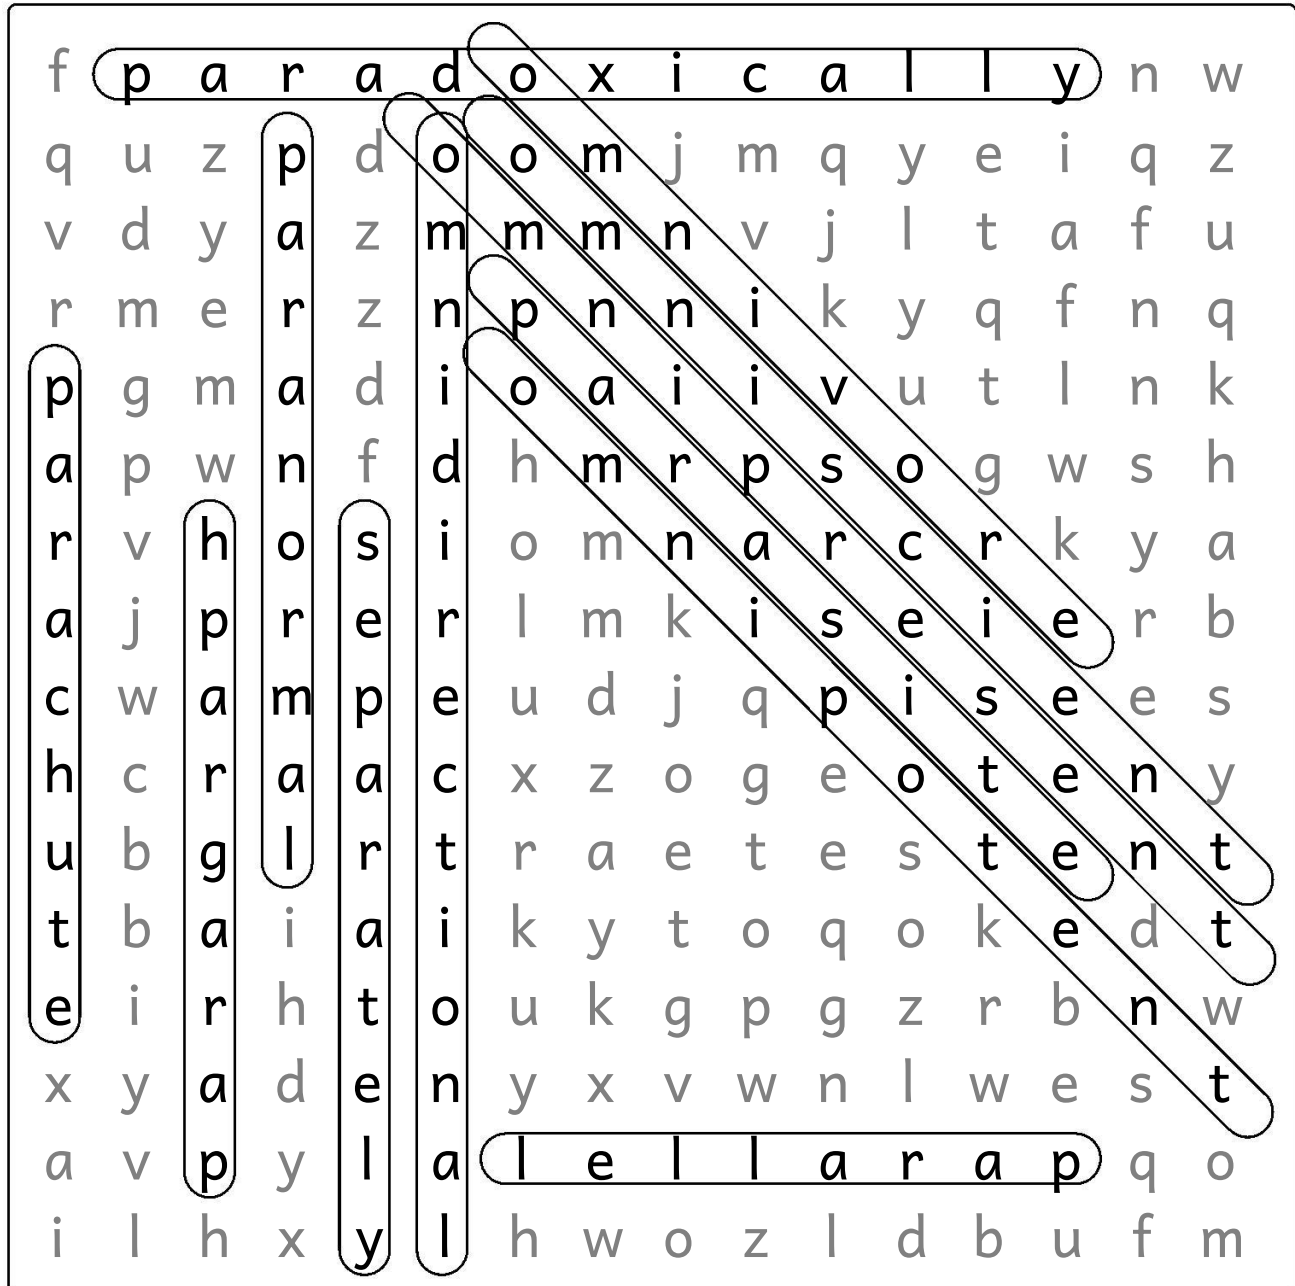 f p a r a d o x i c a l l y n w
q u z p d o o m j m q y e i q z
v d y a z m m m n v j l t a f u
r m e r z n p n n i k y q f n q
p g m a d i o a i i v u t l n k
a p w n f d h m r p s o g w s h
r v h o s i o m n a r c r k y a
a j p r e r l m k i s e i e r b
c w a m p e u d j q p i s e e s
h c r a a c x z o g e o t e n y
u b g l r t r a e t e s t e n t
t b a i a i k y t o q o k e d t
e i r h t o u k g p g z r b n w
x y a d e n y x v w n l w e s t
a v p y l a l e l l a r a p q o
i l h x y l h w o z l d b u f m